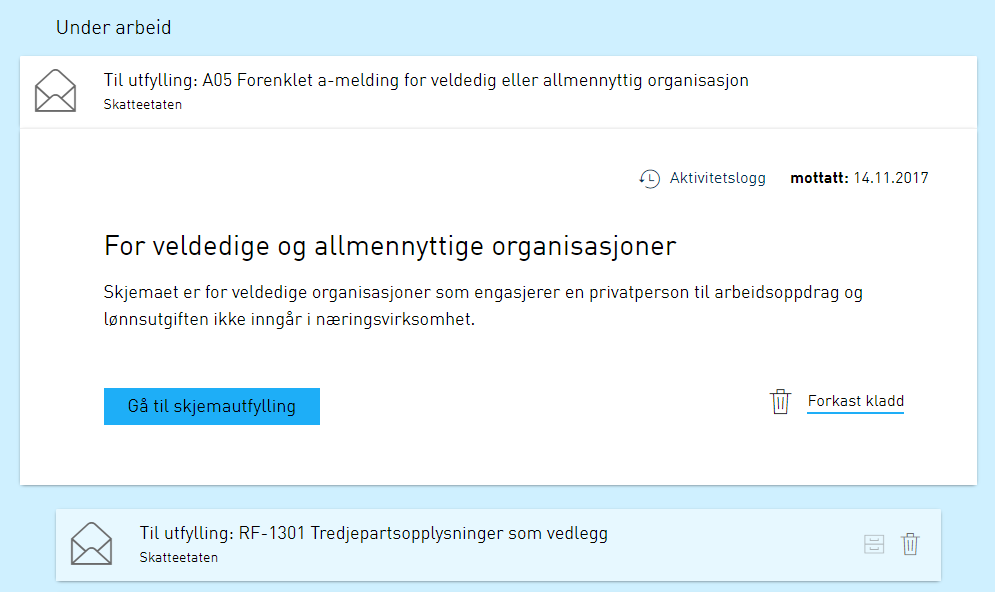 Under arbeid
Til utfylling: A05 Forenklet a-melding for veldedig eller allmennyttig organisasjon
Skatteetaten
Aktivitetslogg mottatt: 14.11.2017
For veldedige og allmennyttige organisasjoner
Skjemaet er for veldedige organisasjoner som engasjerer en privatperson til arbeidsoppdrag og
lønnsutgiften ikke inngår i næringsvirksomhet.
Gå til skjemautfylling Forkast kladd
Til utfylling: RF-1301 Tredjepartsopplysninger som vedlegg
Skatteetaten